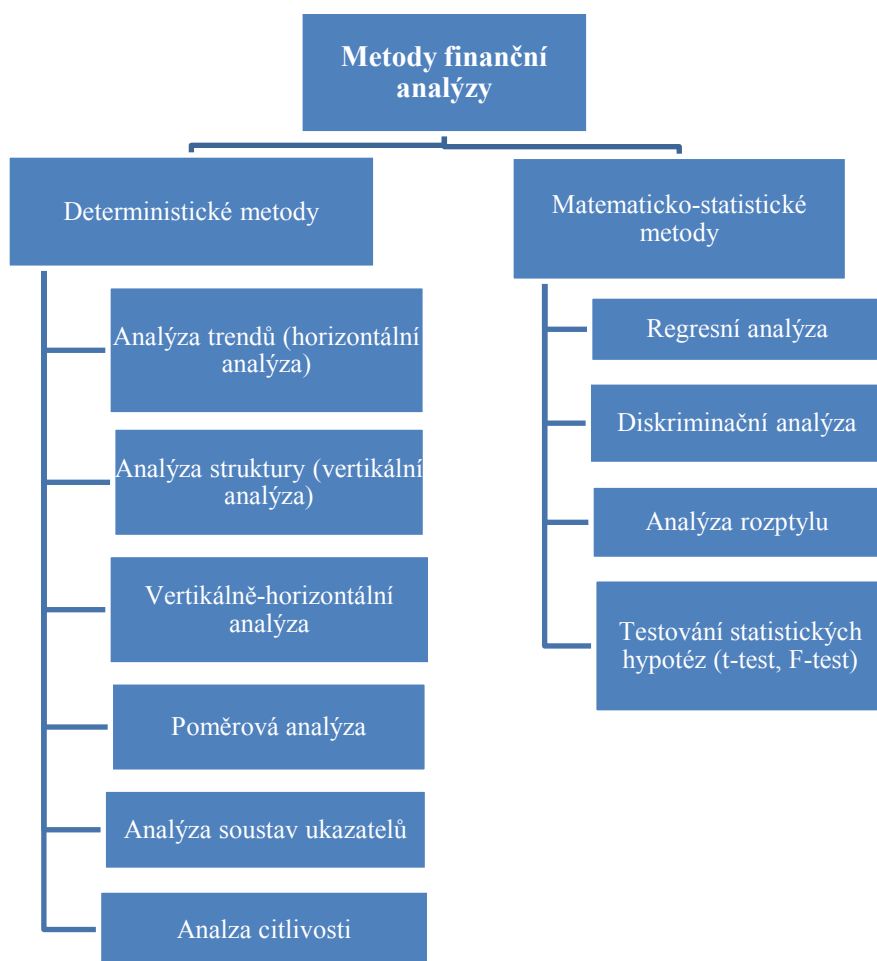 Metody finanční
analýzy
Deterministické metody
Analýza trendů (horizontální
analýza)
Analýza struktury (vertikální
analýza)
Vertikálně-horizontální
analýza
Poměrová analýza
Analýza soustav ukazatelů
Analza citlivosti
Matematicko-statistické
metody
Regresní analýza
Diskriminační analýza
Analýza rozptylu
Testování statistických
hypotéz (t-test, F-test)